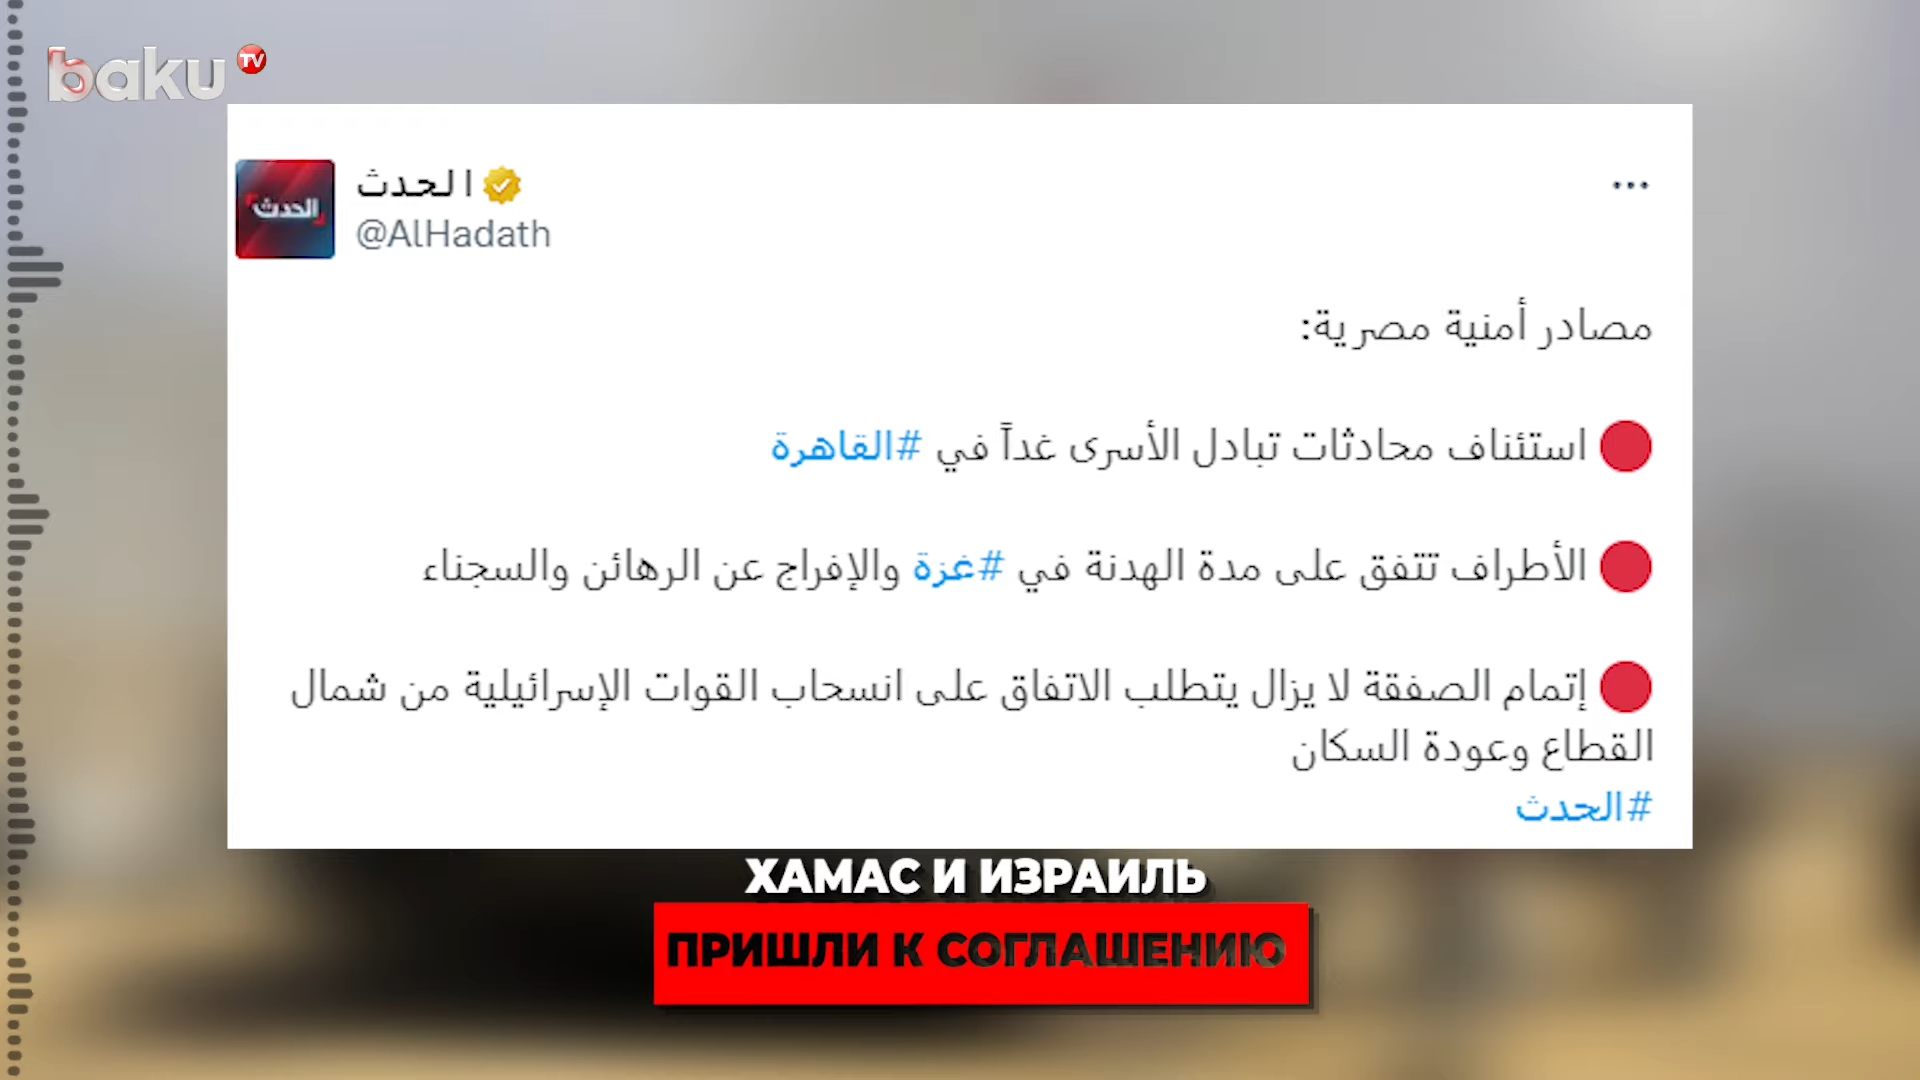 baku TV
الحدث
الحدث
@AlHadath
مصادر أمنية مصرية:
استئناف محادثات تبادل الأسرى غداً في #القاهرة
الأطراف تتفق على مدة الهدنة في #غزة والإفراج عن الرهائن والسجناء
إتمام الصفقة لا يزال يتطلب الاتفاق على انسحاب القوات الإسرائيلية من شمال
القطاع وعودة السكان
#الحدث
ХАМАС И ИЗРАИЛЬ
ПРИШЛИ К СОГЛАШЕНИЮ